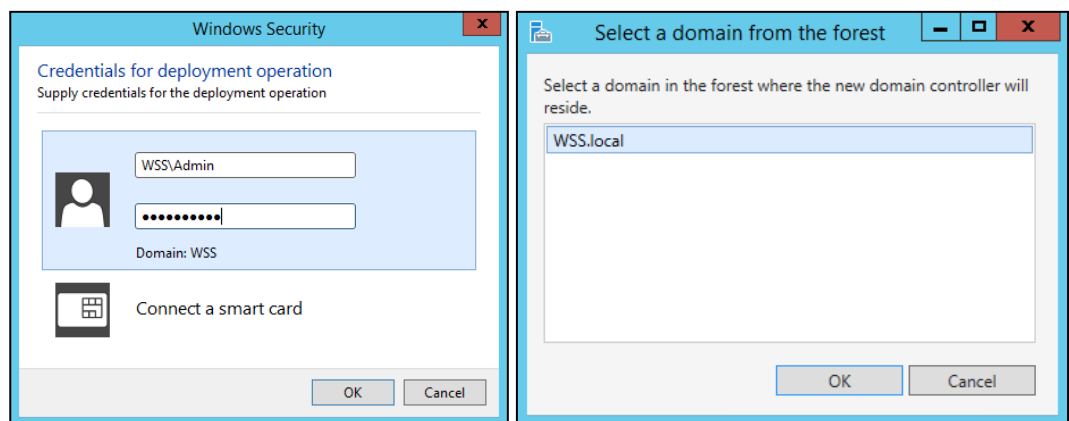 Windows Security
x
Credentials for deployment operation
Supply credentials for the deployment operation
WSS\Admin
••••••••••
Domain: WSS
Connect a smart card
OK
Cancel
Select a domain from the forest
x
Select a domain in the forest where the new domain controller will
reside.
WSS.local
OK
Cancel